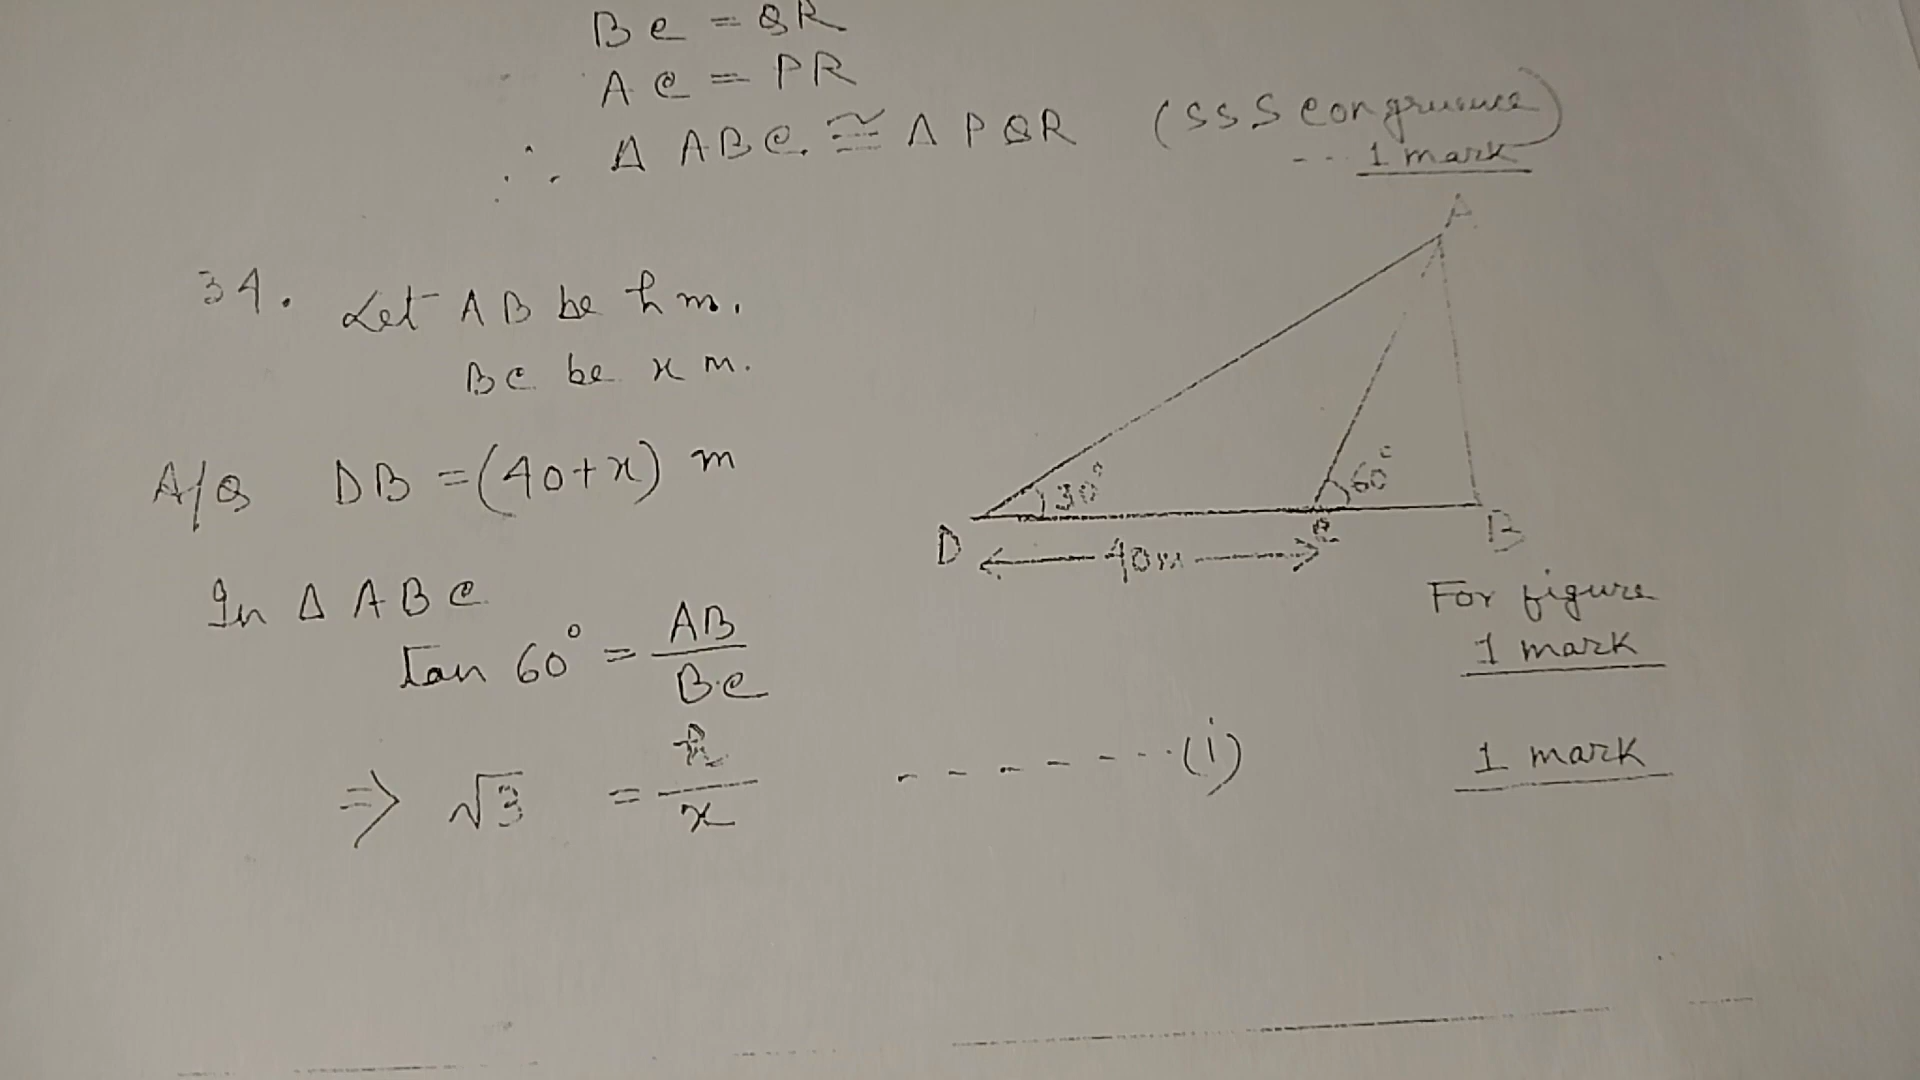 BC = QR
AC = PR
∴ Δ ABC ≅ Δ PQR (SSS congruence)
--- 1 mark
34. Let AB be h m.
BC be x m.
A/Q DB = (40+x) m
A
30°
60°
D
C
B
40m
For figure
1 mark
In Δ ABC
tan 60° = AB/BC
⇒ √3 = h/x -------(i) 1 mark